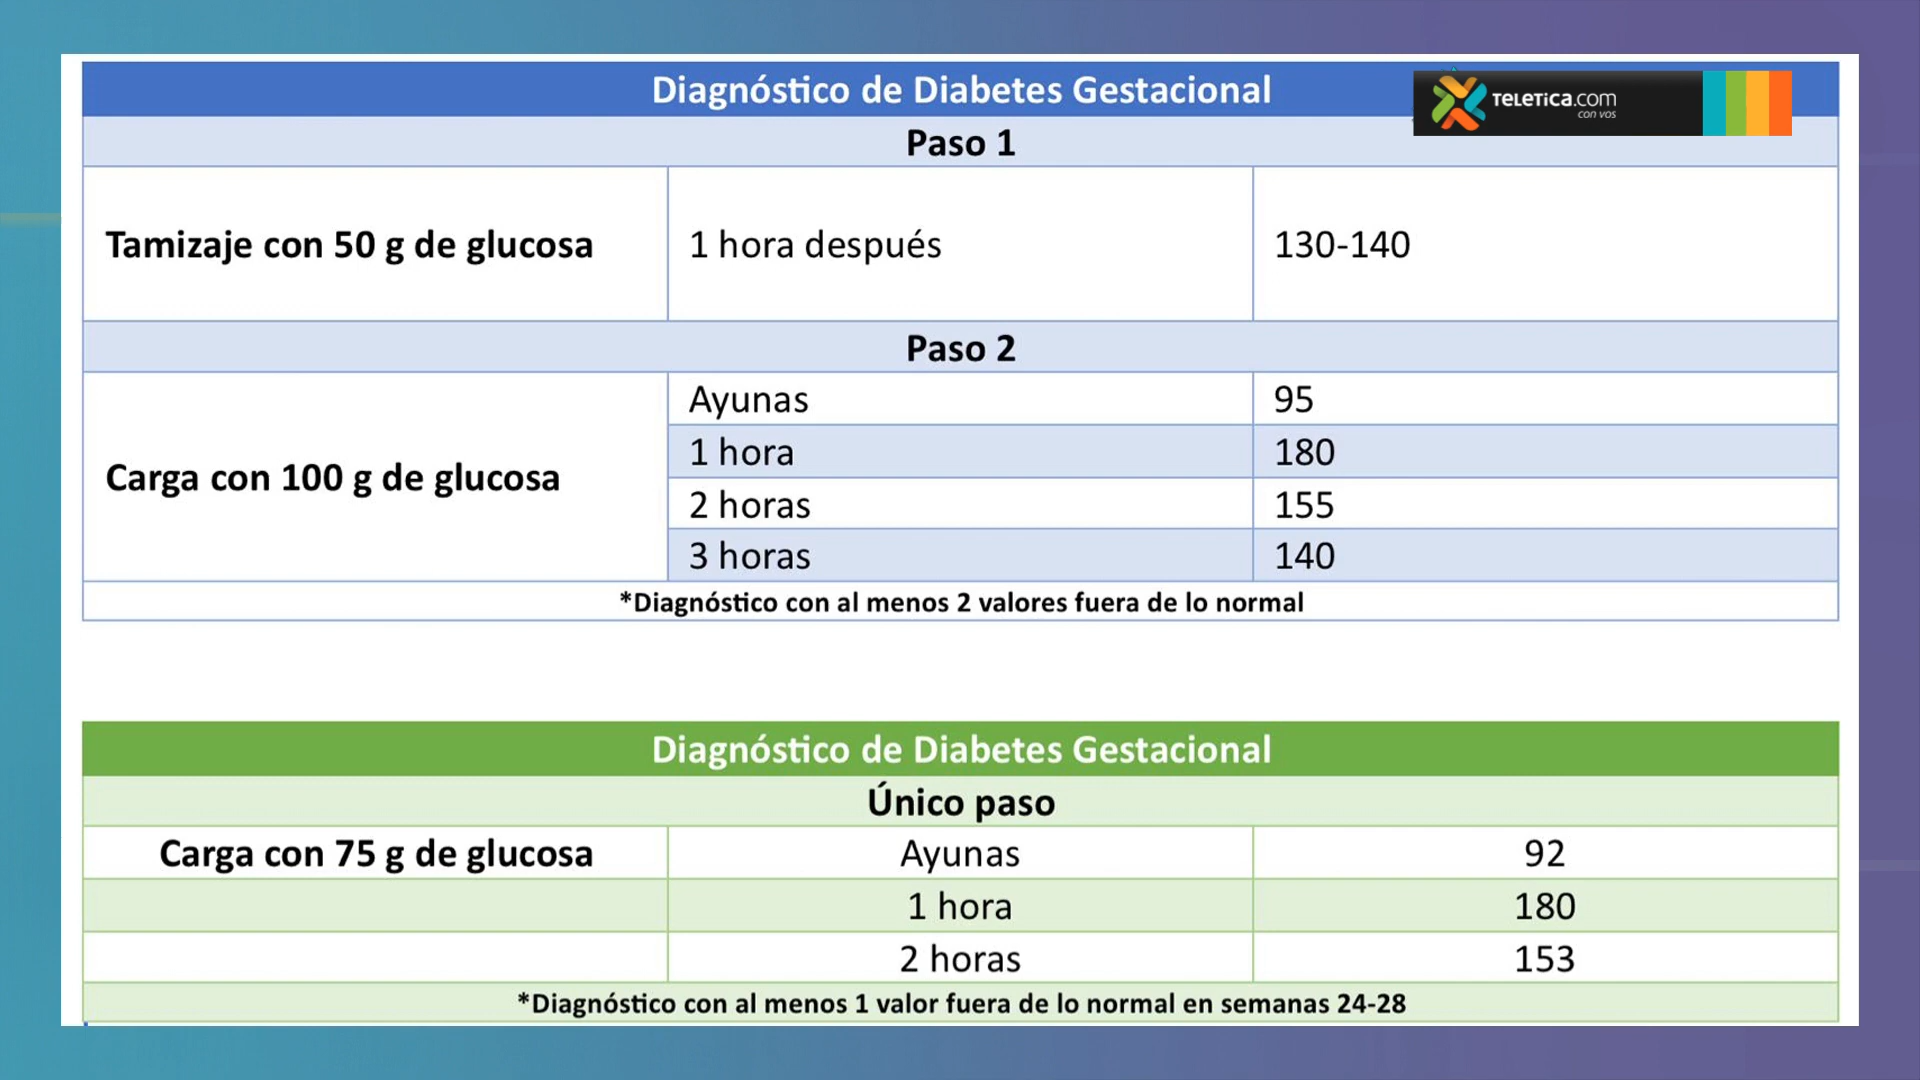 Diagnóstico de Diabetes Gestacional
TELETICA.COM
con vos
Paso 1
Tamizaje con 50 g de glucosa 1 hora después 130-140
Paso 2
Carga con 100 g de glucosa
Ayunas 95
1 hora 180
2 horas 155
3 horas 140
*Diagnóstico con al menos 2 valores fuera de lo normal
Diagnóstico de Diabetes Gestacional
Único paso
Carga con 75 g de glucosa Ayunas 92
1 hora 180
2 horas 153
*Diagnóstico con al menos 1 valor fuera de lo normal en semanas 24-28